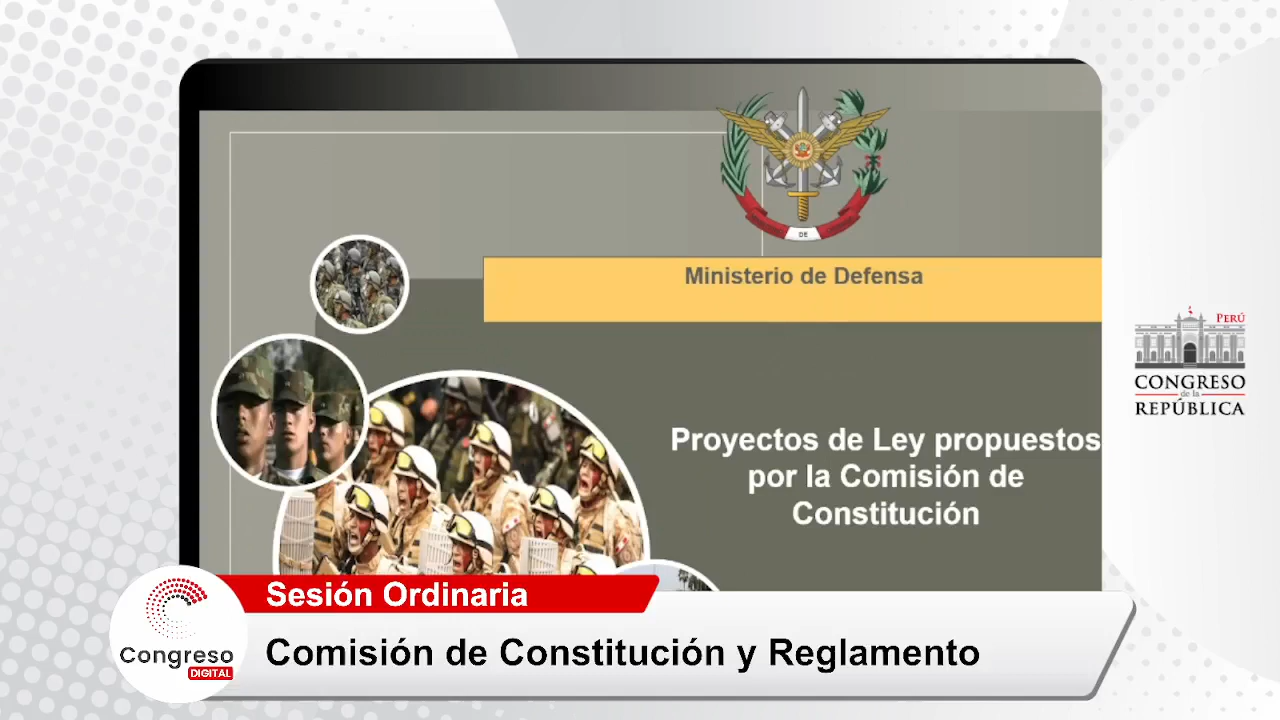 DE
Ministerio de Defensa
Proyectos de Ley propuestos
por la Comisión de
Constitución
PERÚ
CONGRESO
de la
REPÚBLICA
Sesión Ordinaria
Comisión de Constitución y Reglamento
Congreso
DIGITAL